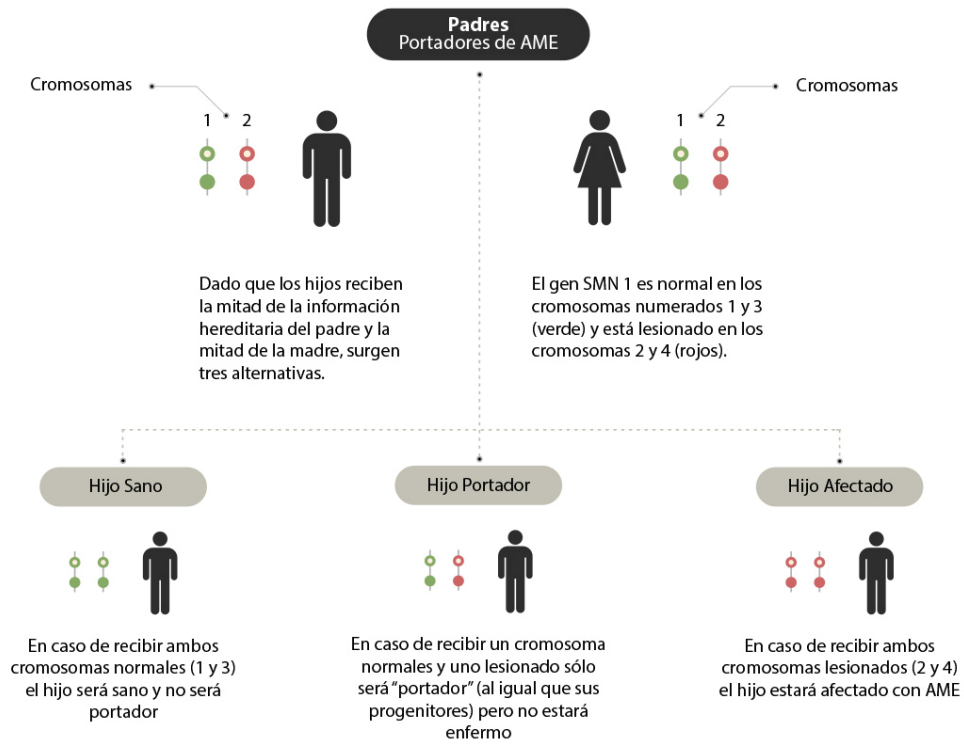 Padres
Portadores de AME
Cromosomas
1 2
Cromosomas
1 2
Dado que los hijos reciben
la mitad de la información
hereditaria del padre y la
mitad de la madre, surgen
tres alternativas.
El gen SMN 1 es normal en los
cromosomas numerados 1 y 3
(verde) y está lesionado en los
cromosomas 2 y 4 (rojos).
Hijo Sano
En caso de recibir ambos
cromosomas normales (1 y 3)
el hijo será sano y no será
portador
Hijo Portador
En caso de recibir un cromosoma
normales y uno lesionado sólo
será “portador” (al igual que sus
progenitores) pero no estará
enfermo
Hijo Afectado
En caso de recibir ambos
cromosomas lesionados (2 y 4)
el hijo estará afectado con AME